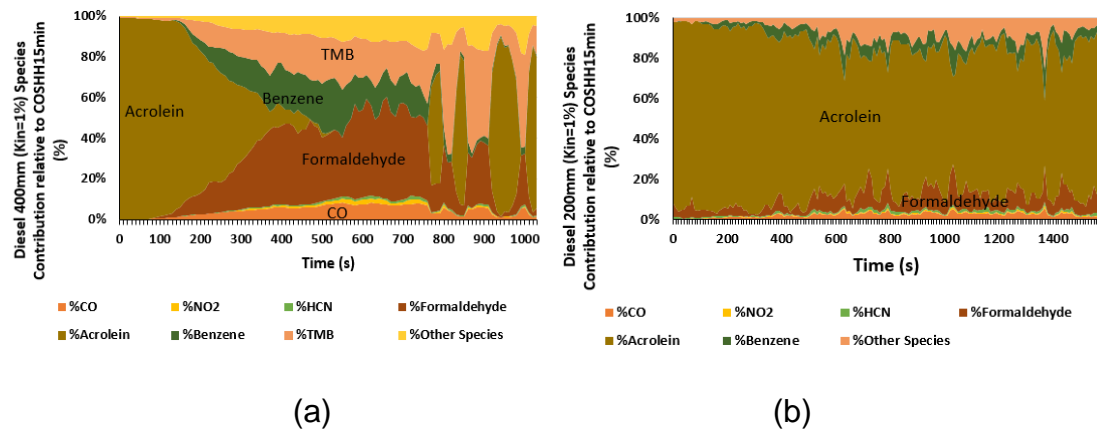 Diesel 400mm (Kin=1%) Species
Contribution relative to COSHH15min
(%)
100%
80%
60%
40%
20%
0%
TMB
Acrolein
Benzene
Formaldehyde
CO
0 100 200 300 400 500 600 700 800 900 1000
Time (s)
%CO %NO2 %HCN %Formaldehyde
%Acrolein %Benzene %TMB %Other Species
(a)
Diesel 200mm (Kin=1%) Species
Contribtution relative to COSHH15min
(%)
100%
80%
60%
40%
20%
0%
Acrolein
Formaldehyde
0 200 400 600 800 1000 1200 1400
Time (s)
%CO %NO2 %HCN %Formaldehyde
%Acrolein %Benzene %Other Species
(b)